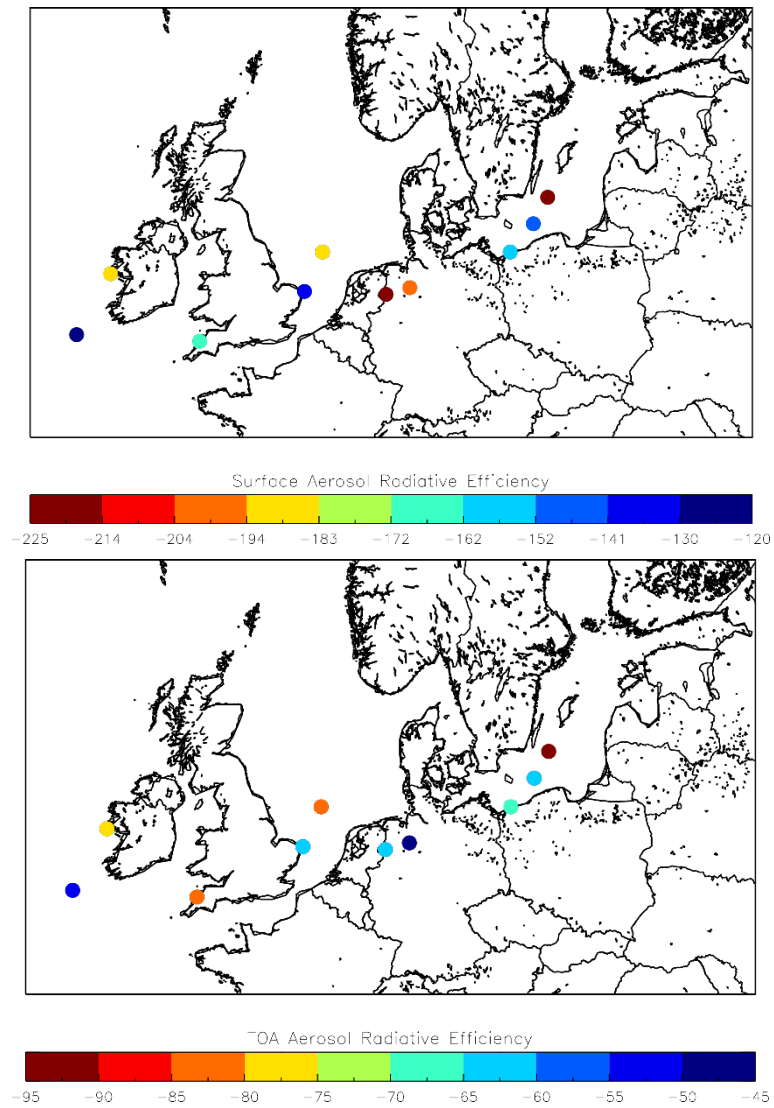 Surface Aerosol Radiative Efficiency
-225 -214 -204 -194 -183 -172 -162 -152 -141 -130 -120
TOA Aerosol Radiative Efficiency
-95 -90 -85 -80 -75 -70 -65 -60 -55 -50 -45